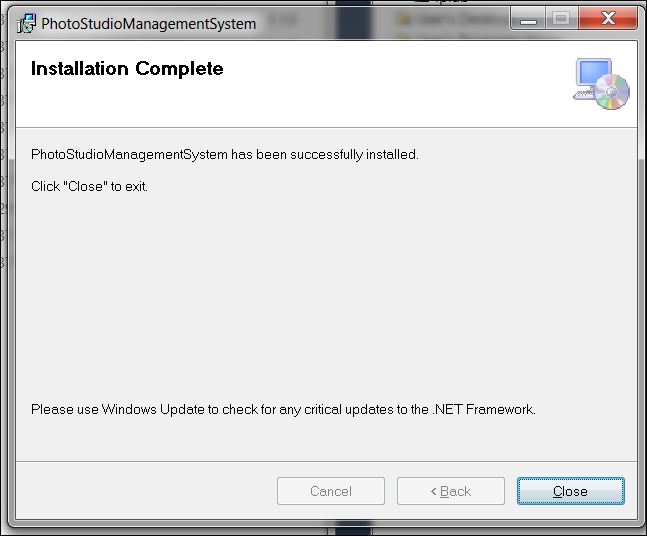 PhotoStudioManagementSystem
Installation Complete
PhotoStudioManagementSystem has been successfully installed.
Click "Close" to exit.
Please use Windows Update to check for any critical updates to the .NET Framework.
Cancel
< Back
Close